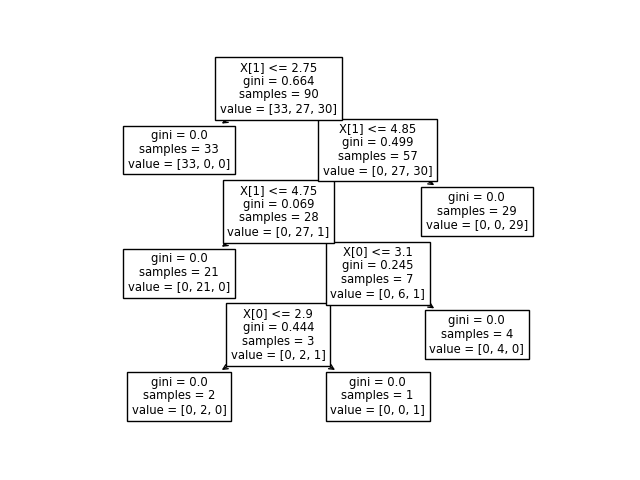 X[1] <= 2.75
gini = 0.664
samples = 90
value = [33, 27, 30]
gini = 0.0
samples = 33
value = [33, 0, 0]
X[1] <= 4.85
gini = 0.499
samples = 57
value = [0, 27, 30]
X[1] <= 4.75
gini = 0.069
samples = 28
value = [0, 27, 1]
gini = 0.0
samples = 29
value = [0, 0, 29]
gini = 0.0
samples = 21
value = [0, 21, 0]
X[0] <= 3.1
gini = 0.245
samples = 7
value = [0, 6, 1]
X[0] <= 2.9
gini = 0.444
samples = 3
value = [0, 2, 1]
gini = 0.0
samples = 4
value = [0, 4, 0]
gini = 0.0
samples = 2
value = [0, 2, 0]
gini = 0.0
samples = 1
value = [0, 0, 1]